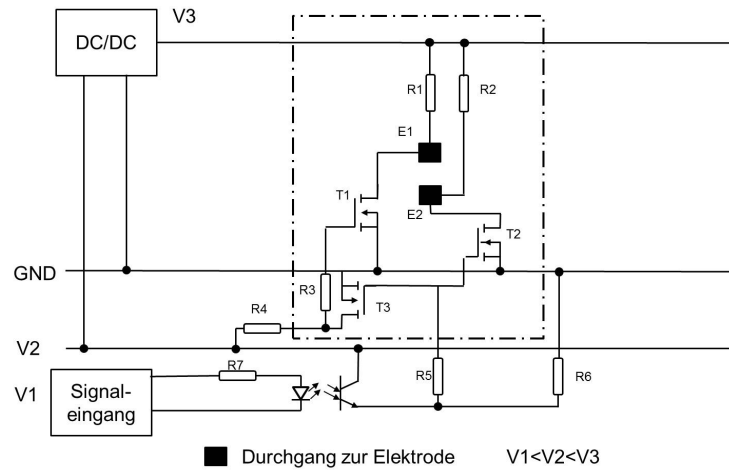 V3
DC/DC
R1
R2
E1
T1
E2
T2
GND
R3
T3
R4
V2
R7
V1
Signal-
eingang
R5
R6
Durchgang zur Elektrode
V1<V2<V3